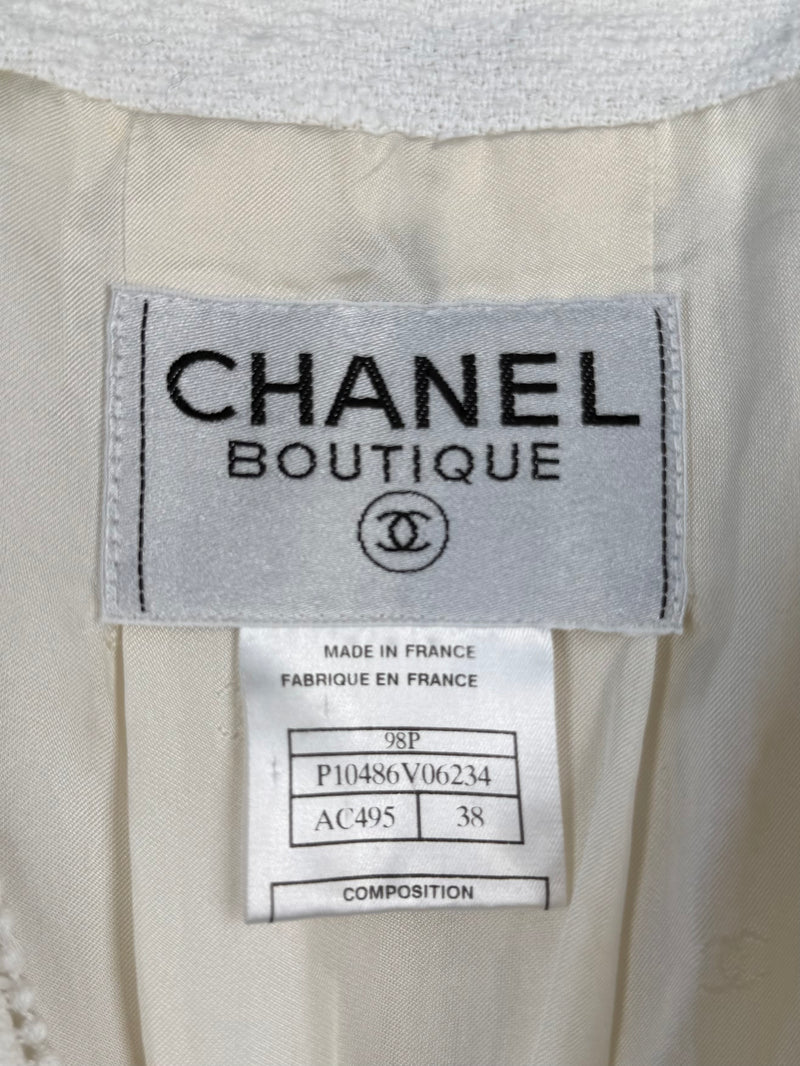 CHANEL
BOUTIQUE
MADE IN FRANCE
FABRIQUE EN FRANCE
98P
P10486V06234
AC495 38
COMPOSITION